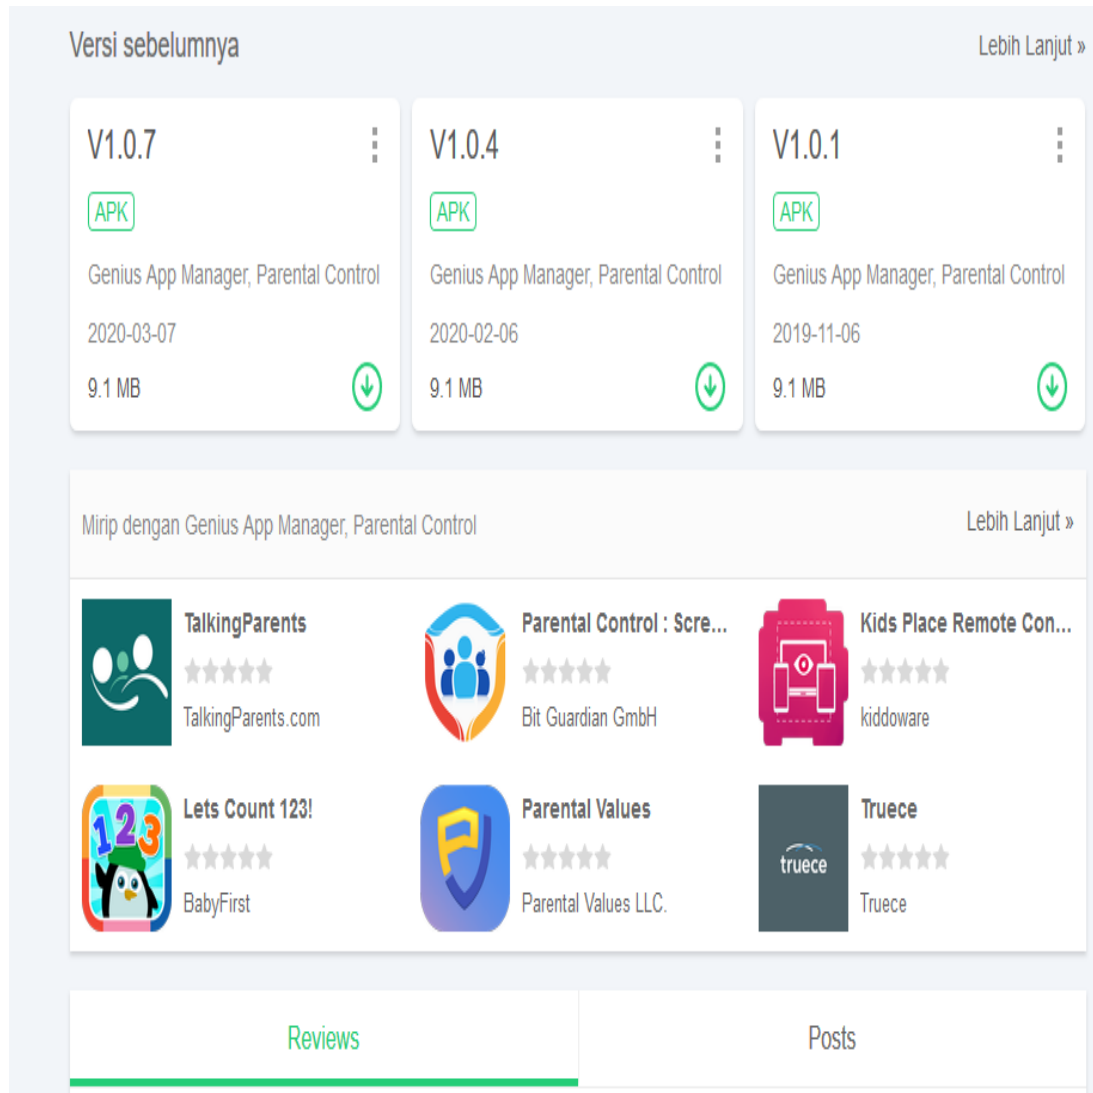 Versi sebelumnya
Lebih Lanjut »
V1.0.7
APK
Genius App Manager, Parental Control
2020-03-07
9.1 MB
V1.0.4
APK
Genius App Manager, Parental Control
2020-02-06
9.1 MB
V1.0.1
APK
Genius App Manager, Parental Control
2019-11-06
9.1 MB
Mirip dengan Genius App Manager, Parental Control
Lebih Lanjut »
TalkingParents
TalkingParents.com
Parental Control : Scre...
Bit Guardian GmbH
Kids Place Remote Con...
kiddoware
123
Lets Count 123!
BabyFirst
Parental Values
Parental Values LLC.
truece
Truece
Truece
Reviews
Posts